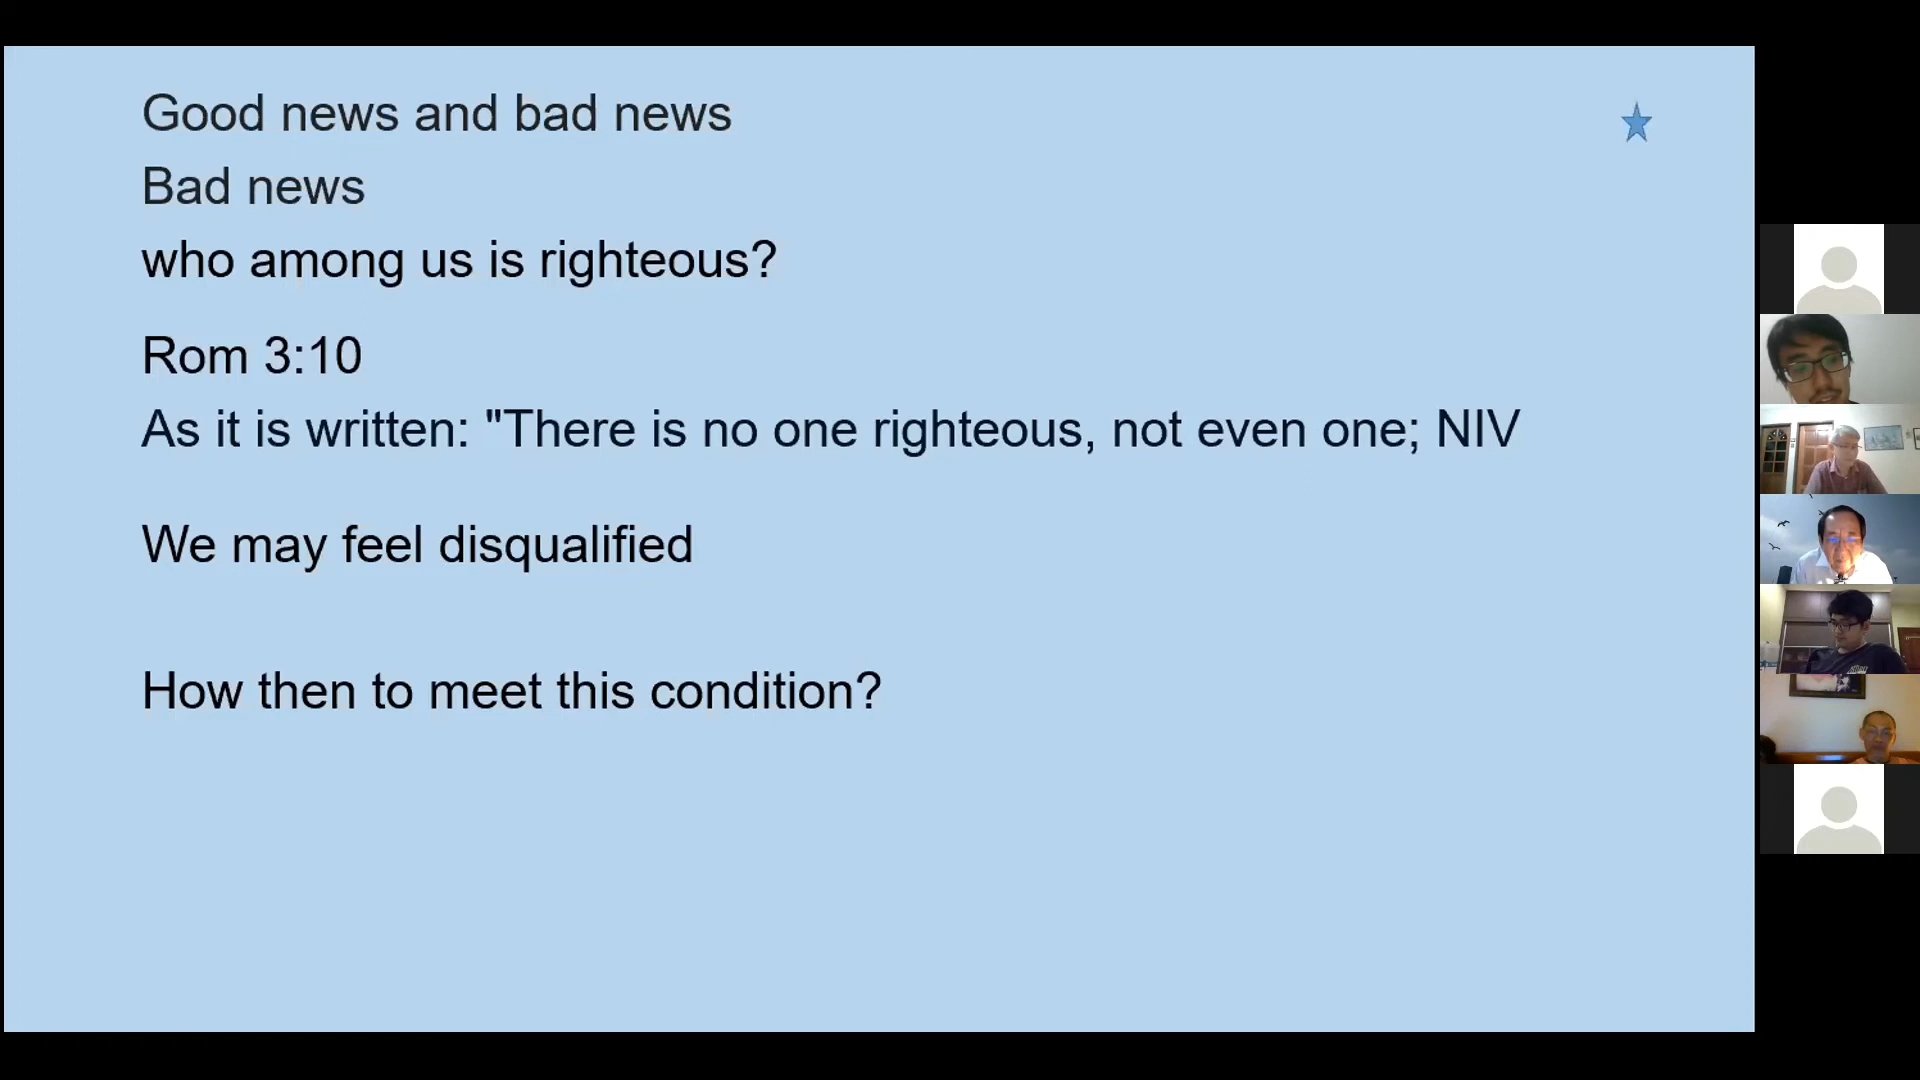 Good news and bad news
Bad news
who among us is righteous?
Rom 3:10
As it is written: "There is no one righteous, not even one; NIV
We may feel disqualified
How then to meet this condition?